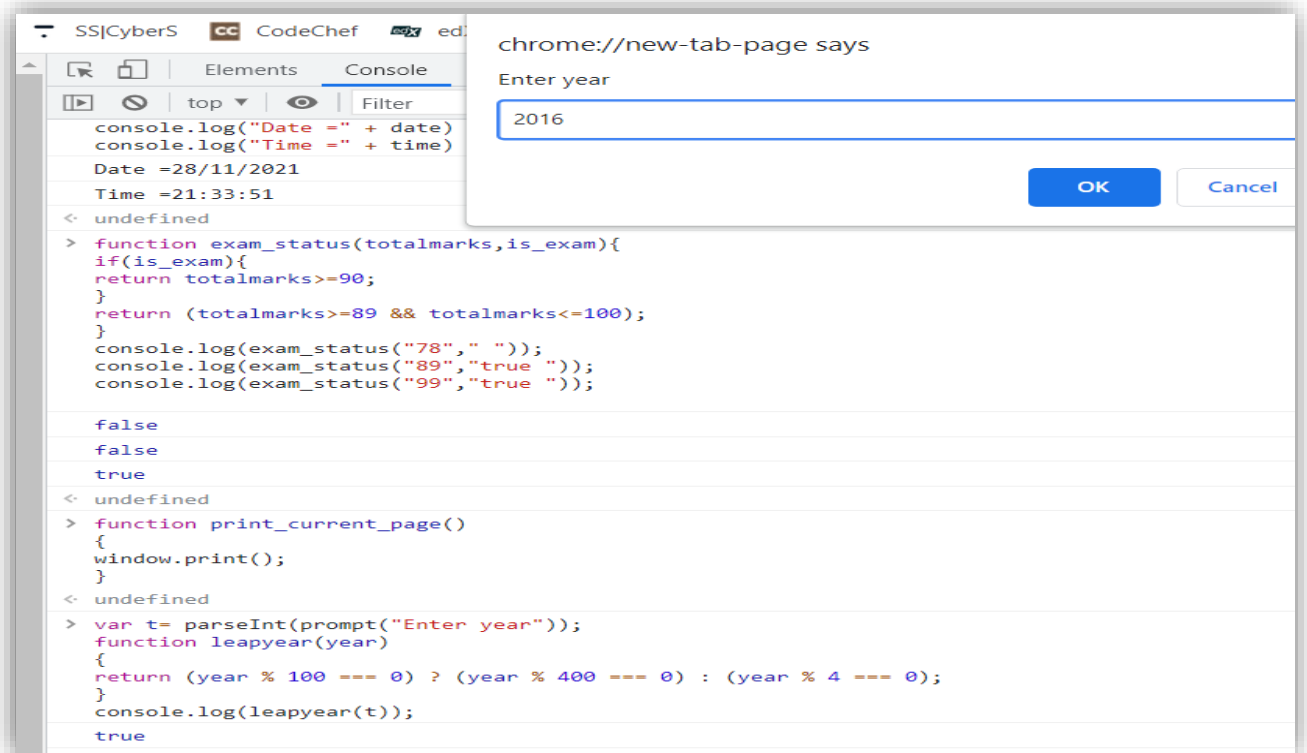 SS|CyberS CC CodeChef edX
chrome://new-tab-page says
Enter year
2016
OK Cancel
Elements Console
top ▼ Filter
console.log("Date =" + date)
console.log("Time =" + time)
Date =28/11/2021
Time =21:33:51
undefined
> function exam_status(totalmarks,is_exam){
if(is_exam){
return totalmarks>=90;
}
return (totalmarks>=89 && totalmarks<=100);
}
console.log(exam_status("78"," "));
console.log(exam_status("89","true "));
console.log(exam_status("99","true "));
false
false
true
undefined
> function print_current_page()
{
window.print();
}
undefined
> var t= parseInt(prompt("Enter year"));
function leapyear(year)
{
return (year % 100 === 0) ? (year % 400 === 0) : (year % 4 === 0);
}
console.log(leapyear(t));
true